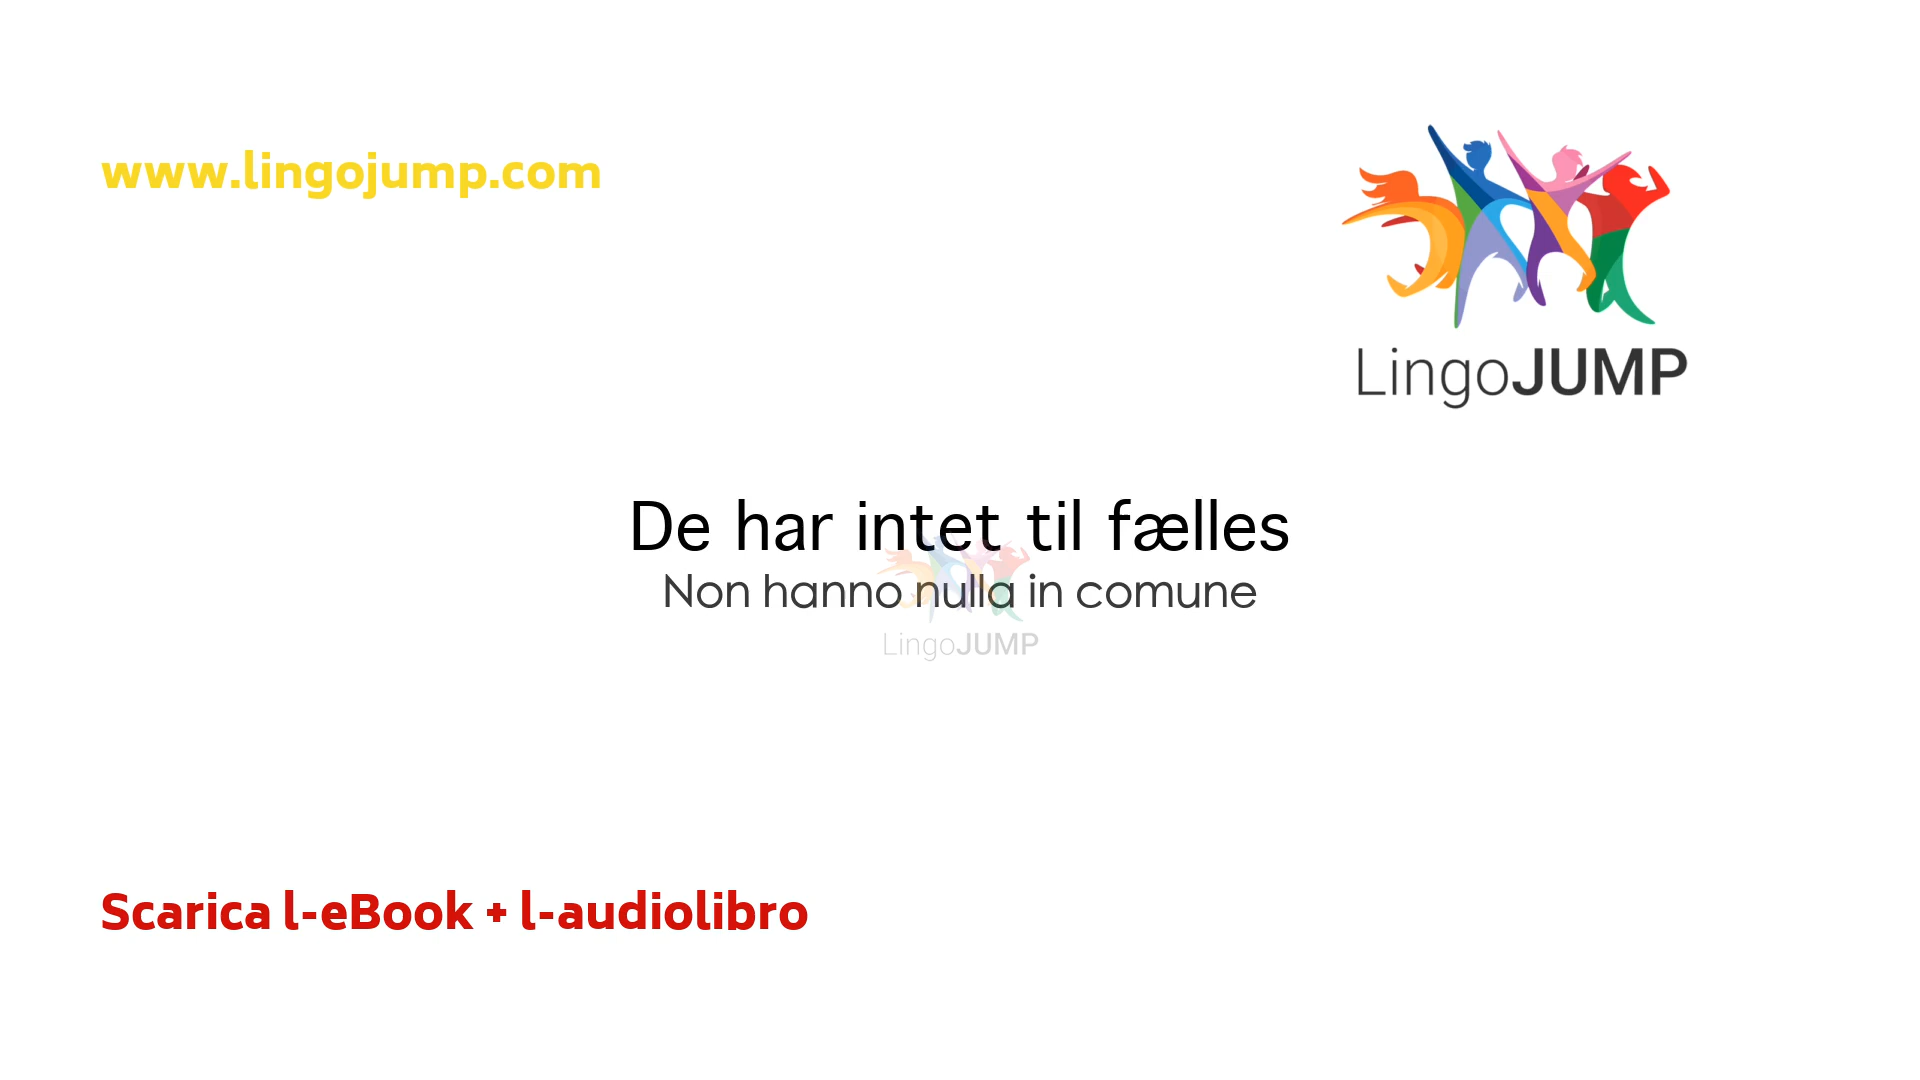 www.lingojump.com
LingoJUMP
De har intet til fælles
Non hanno nulla in comune
LingoJUMP
Scarica l-eBook + l-audiolibro